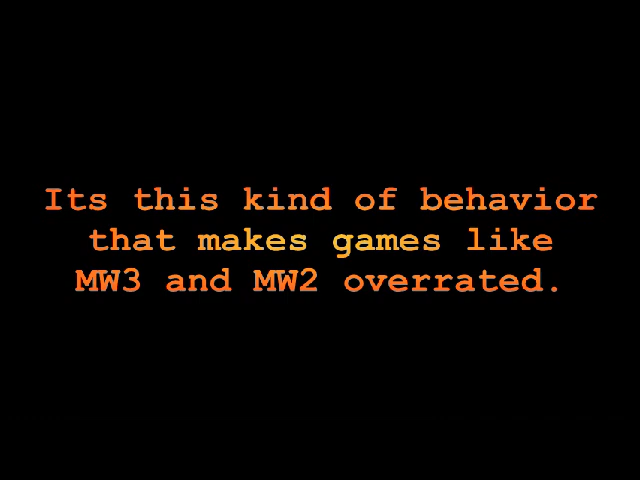 Its this kind of behavior
that makes games like
MW3 and MW2 overrated.